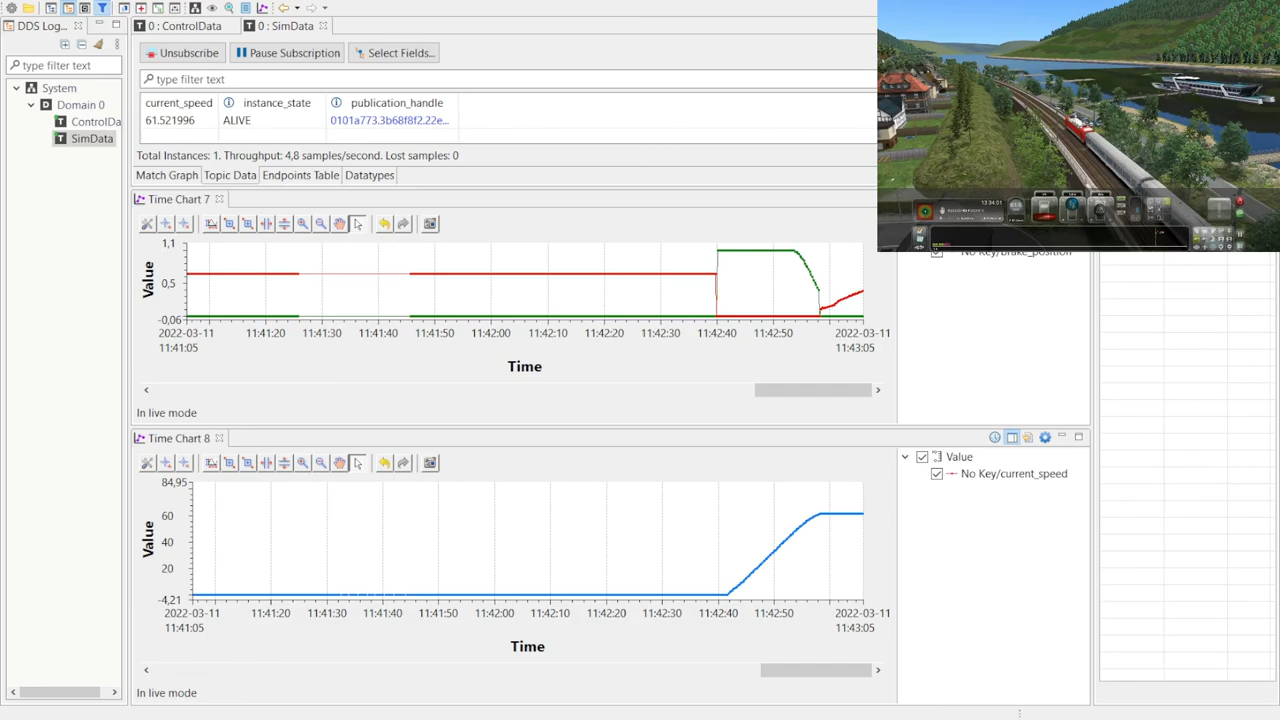 DDS Log...
0 : ControlData
0 : SimData
Unsubscribe
Pause Subscription
Select Fields...
type filter text
type filter text
System
Domain 0
ControlDa
SimData
current_speed
instance_state
publication_handle
61.521996
ALIVE
0101a773.3b68f8f2.22e...
Total Instances: 1. Throughput: 4,8 samples/second. Lost samples: 0
Match Graph
Topic Data
Endpoints Table
Datatypes
13:34:01
Time Chart 7
No Key/brake_position
Value
1,1
0,5
-0,06
2022-03-11
11:41:05
11:41:20
11:41:30
11:41:40
11:41:50
11:42:00
11:42:10
11:42:20
11:42:30
11:42:40
11:42:50
2022-03-11
11:43:05
Time
In live mode
Time Chart 8
Value
No Key/current_speed
Value
84,95
60
40
20
-4,21
2022-03-11
11:41:05
11:41:20
11:41:30
11:41:40
11:41:50
11:42:00
11:42:10
11:42:20
11:42:30
11:42:40
11:42:50
2022-03-11
11:43:05
Time
In live mode